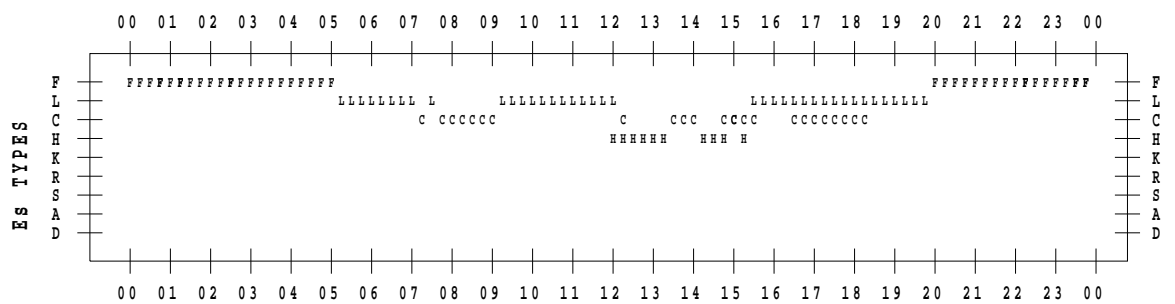 00 01 02 03 04 05 06 07 08 09 10 11 12 13 14 15 16 17 18 19 20 21 22 23 00
Es TYPES
F FFFFFFFFFFFFFFFFFFFFF FFFFFFFFFFFFFFFF F
L LLLLLLLL L LLLLLLLLLLLL LLLLLLLLLLLLLLLLLL L
C C CCCCCC C CCC CCCC CCCCCCCC C
H HHHHHH HHH H H
K K
R R
S S
A A
D D
00 01 02 03 04 05 06 07 08 09 10 11 12 13 14 15 16 17 18 19 20 21 22 23 00